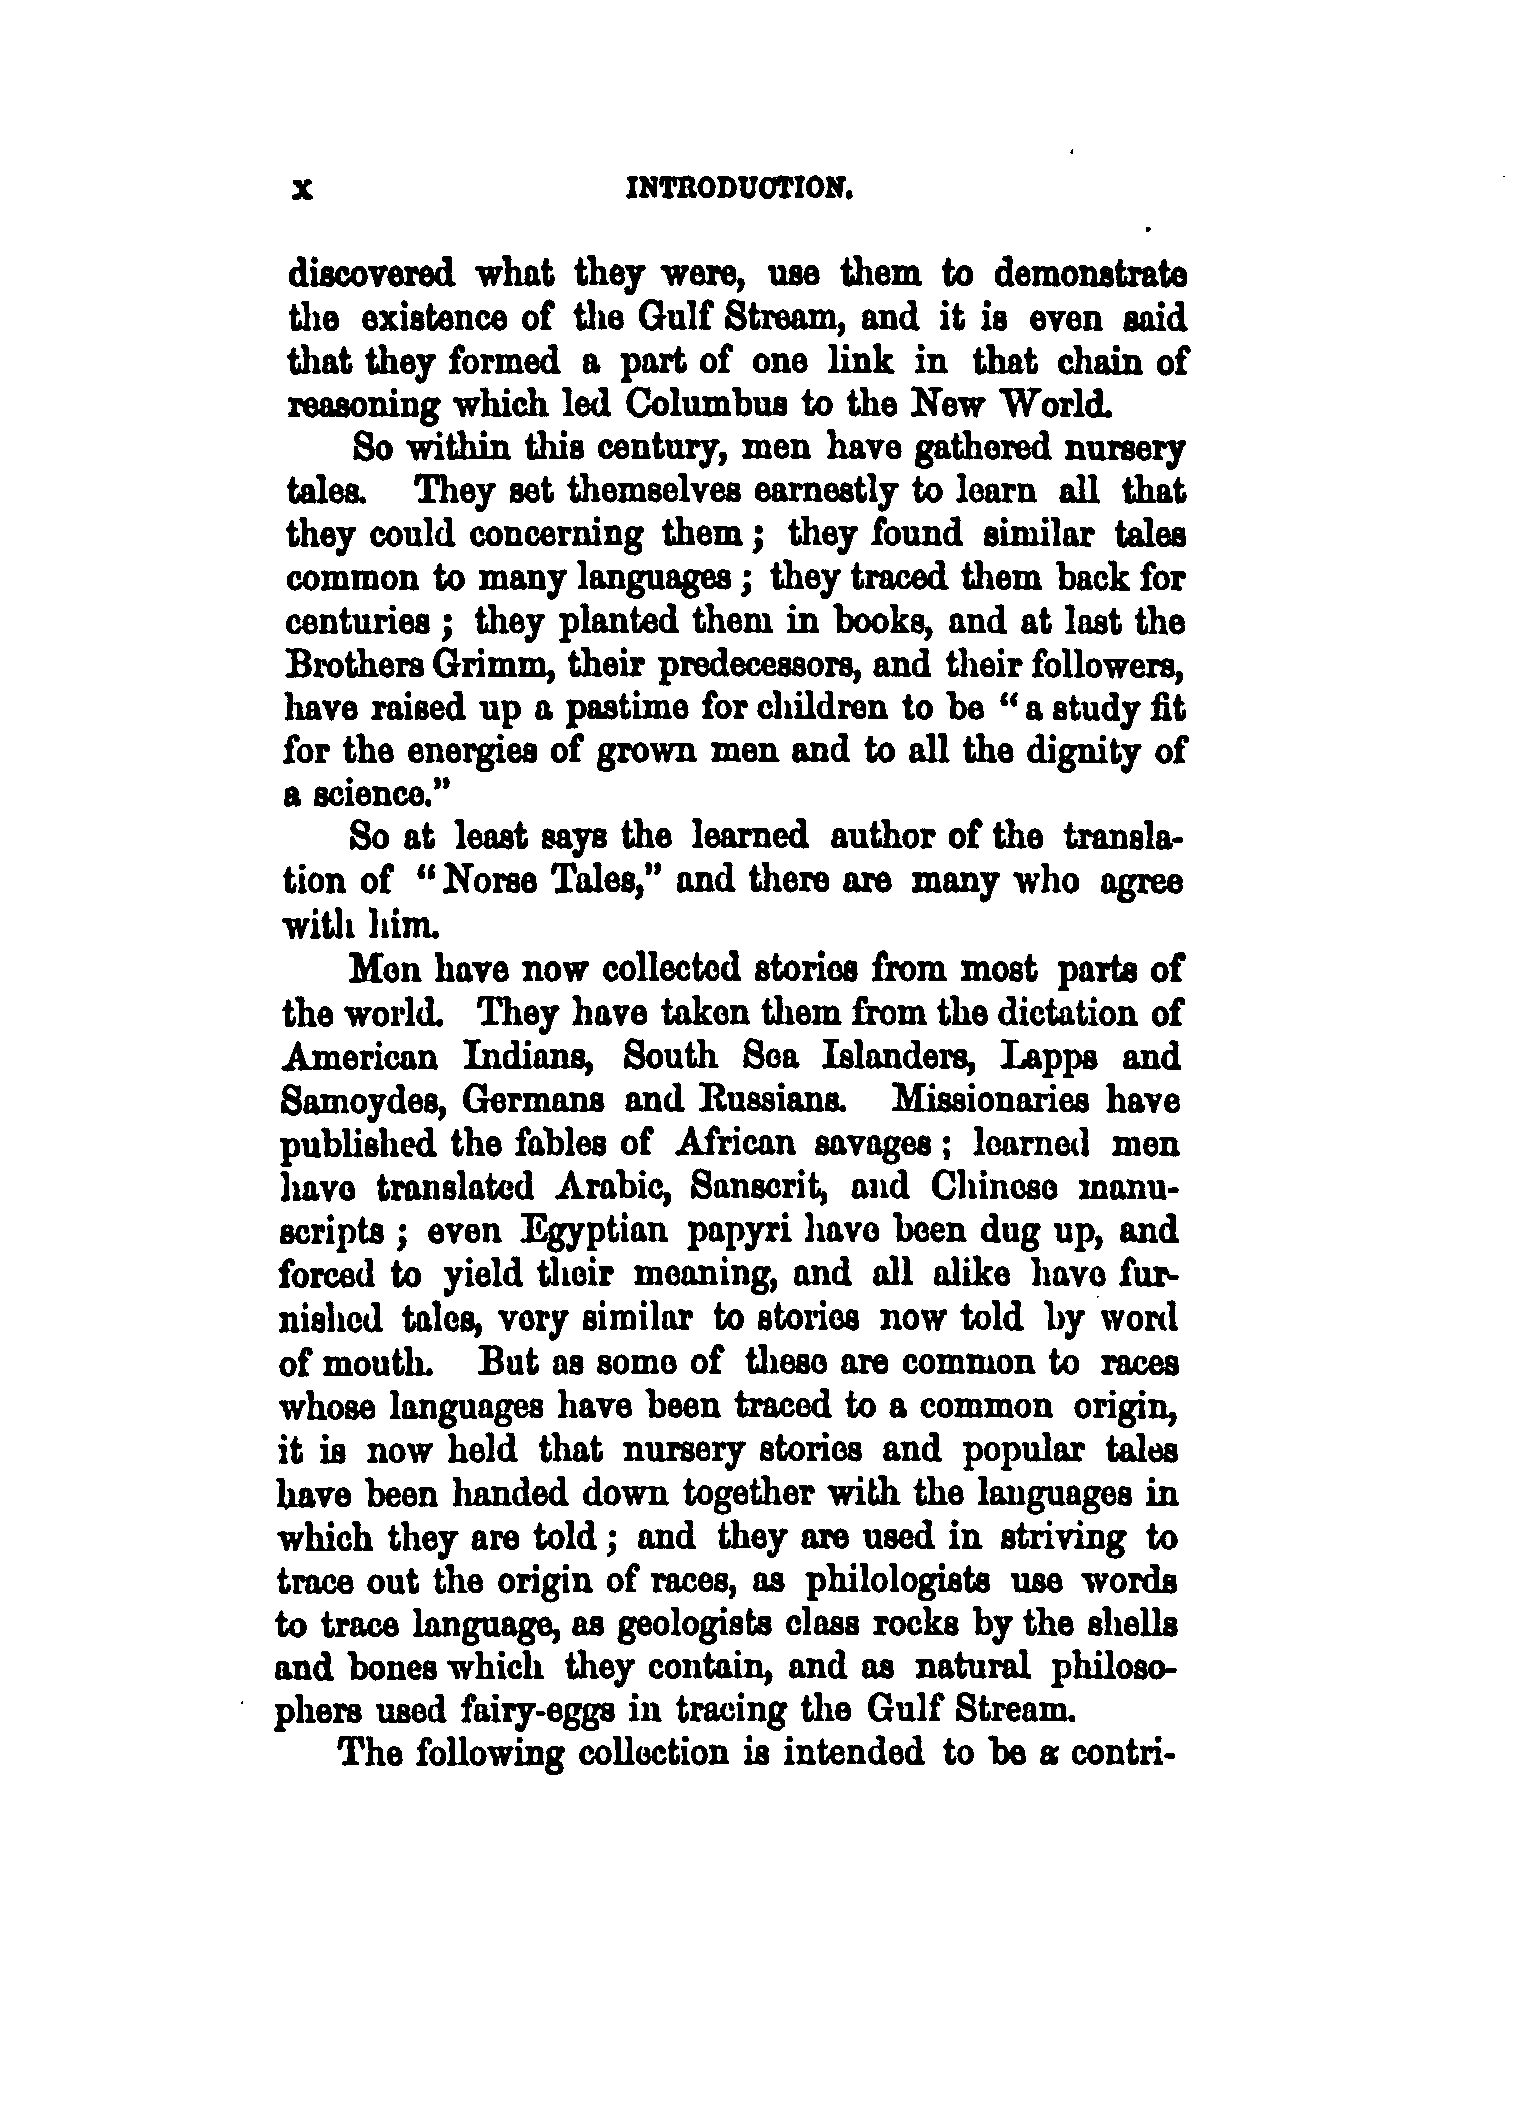 x INTRODUCTION.
discovered what they were, use them to demonstrate
the existence of the Gulf Stream, and it is even said
that they formed a part of one link in that chain of
reasoning which led Columbus to the New World.
So within this century, men have gathered nursery
tales. They set themselves earnestly to learn all that
they could concerning them ; they found similar tales
common to many languages ; they traced them back for
centuries ; they planted them in books, and at last the
Brothers Grimm, their predecessors, and their followers,
have raised up a pastime for children to be “ a study fit
for the energies of grown men and to all the dignity of
a science.”
So at least says the learned author of the transla-
tion of “ Norse Tales,” and there are many who agree
with him.
Men have now collected stories from most parts of
the world. They have taken them from the dictation of
American Indians, South Sea Islanders, Lapps and
Samoydes, Germans and Russians. Missionaries have
published the fables of African savages ; learned men
have translated Arabic, Sanscrit, and Chinese manu-
scripts ; even Egyptian papyri have been dug up, and
forced to yield their meaning, and all alike have fur-
nished tales, very similar to stories now told by word
of mouth. But as some of these are common to races
whose languages have been traced to a common origin,
it is now held that nursery stories and popular tales
have been handed down together with the languages in
which they are told ; and they are used in striving to
trace out the origin of races, as philologists use words
to trace language, as geologists class rocks by the shells
and bones which they contain, and as natural philoso-
phers used fairy-eggs in tracing the Gulf Stream.
The following collection is intended to be a contri-